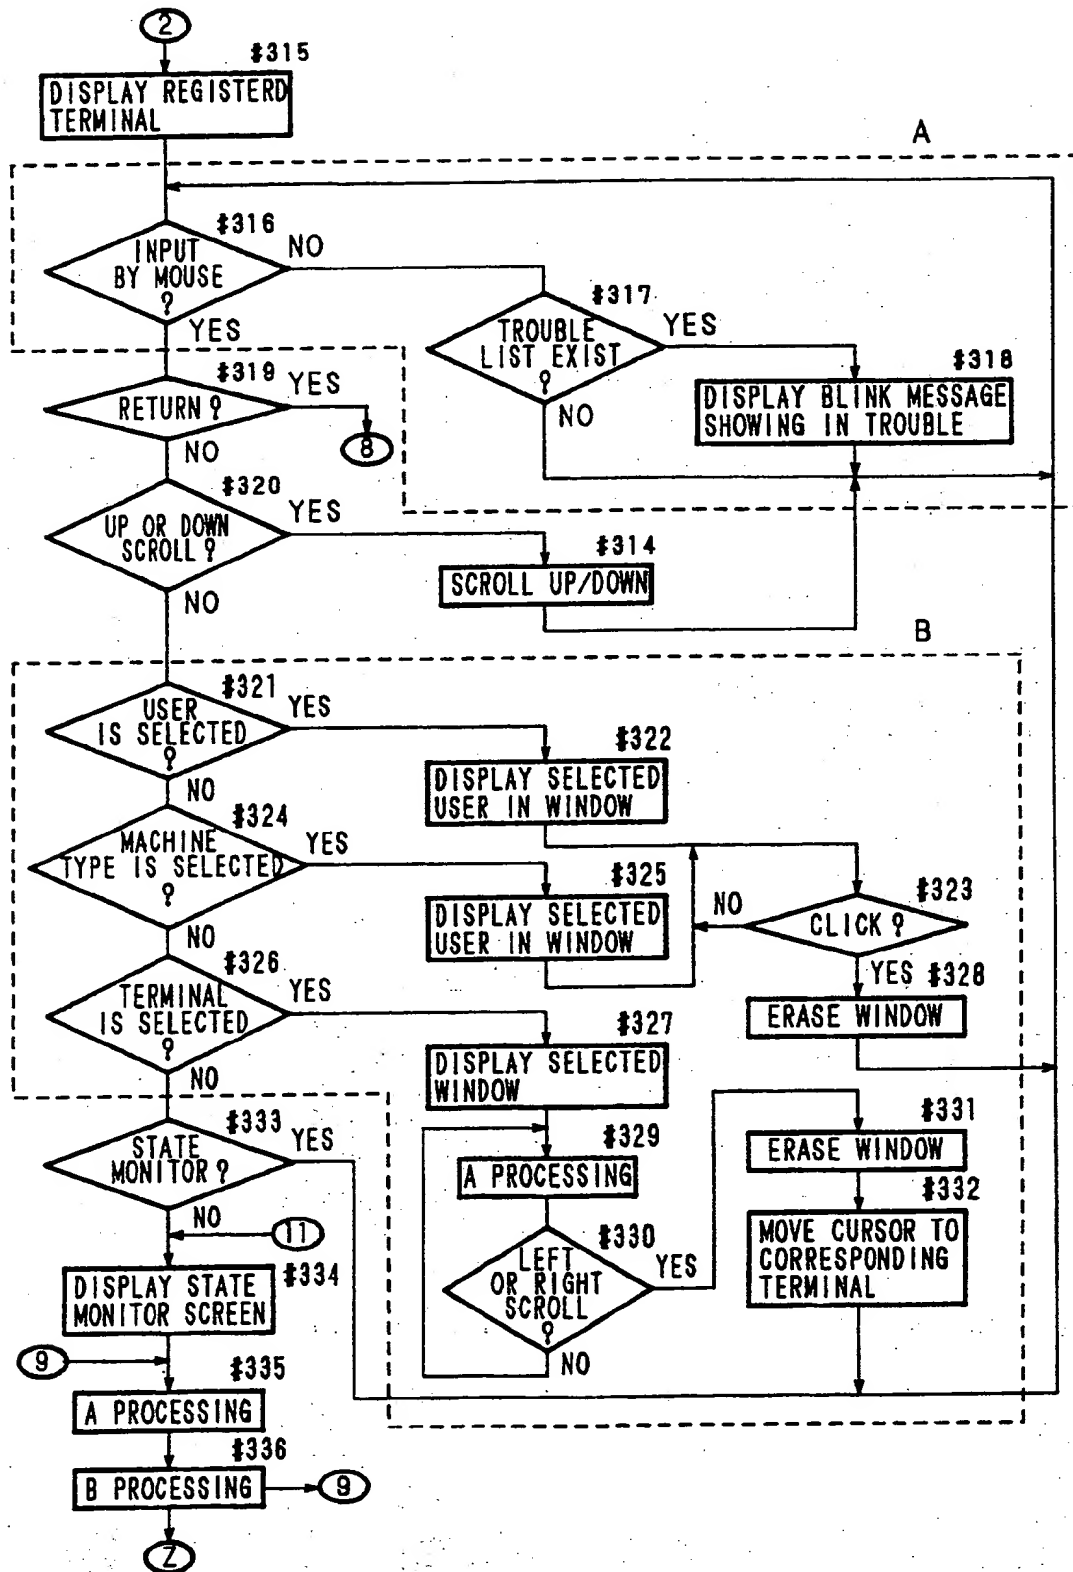 2
#315
DISPLAY REGISTERD
TERMINAL
A
#316
INPUT
BY MOUSE
?
NO
YES
#317
TROUBLE
LIST EXIST
?
YES
NO
#318
DISPLAY BLINK MESSAGE
SHOWING IN TROUBLE
#319
RETURN ?
YES
8
NO
#320
UP OR DOWN
SCROLL ?
YES
NO
#314
SCROLL UP/DOWN
B
#321
USER
IS SELECTED
?
YES
NO
#322
DISPLAY SELECTED
USER IN WINDOW
#324
MACHINE
TYPE IS SELECTED
?
YES
NO
#325
DISPLAY SELECTED
USER IN WINDOW
#323
CLICK ?
NO
YES
#328
ERASE WINDOW
#326
TERMINAL
IS SELECTED
?
YES
NO
#327
DISPLAY SELECTED
WINDOW
#329
A PROCESSING
#330
LEFT
OR RIGHT
SCROLL
?
YES
NO
#331
ERASE WINDOW
#332
MOVE CURSOR TO
CORRESPONDING
TERMINAL
#333
STATE
MONITOR ?
YES
NO
11
#334
DISPLAY STATE
MONITOR SCREEN
9
#335
A PROCESSING
#336
B PROCESSING
9
Z